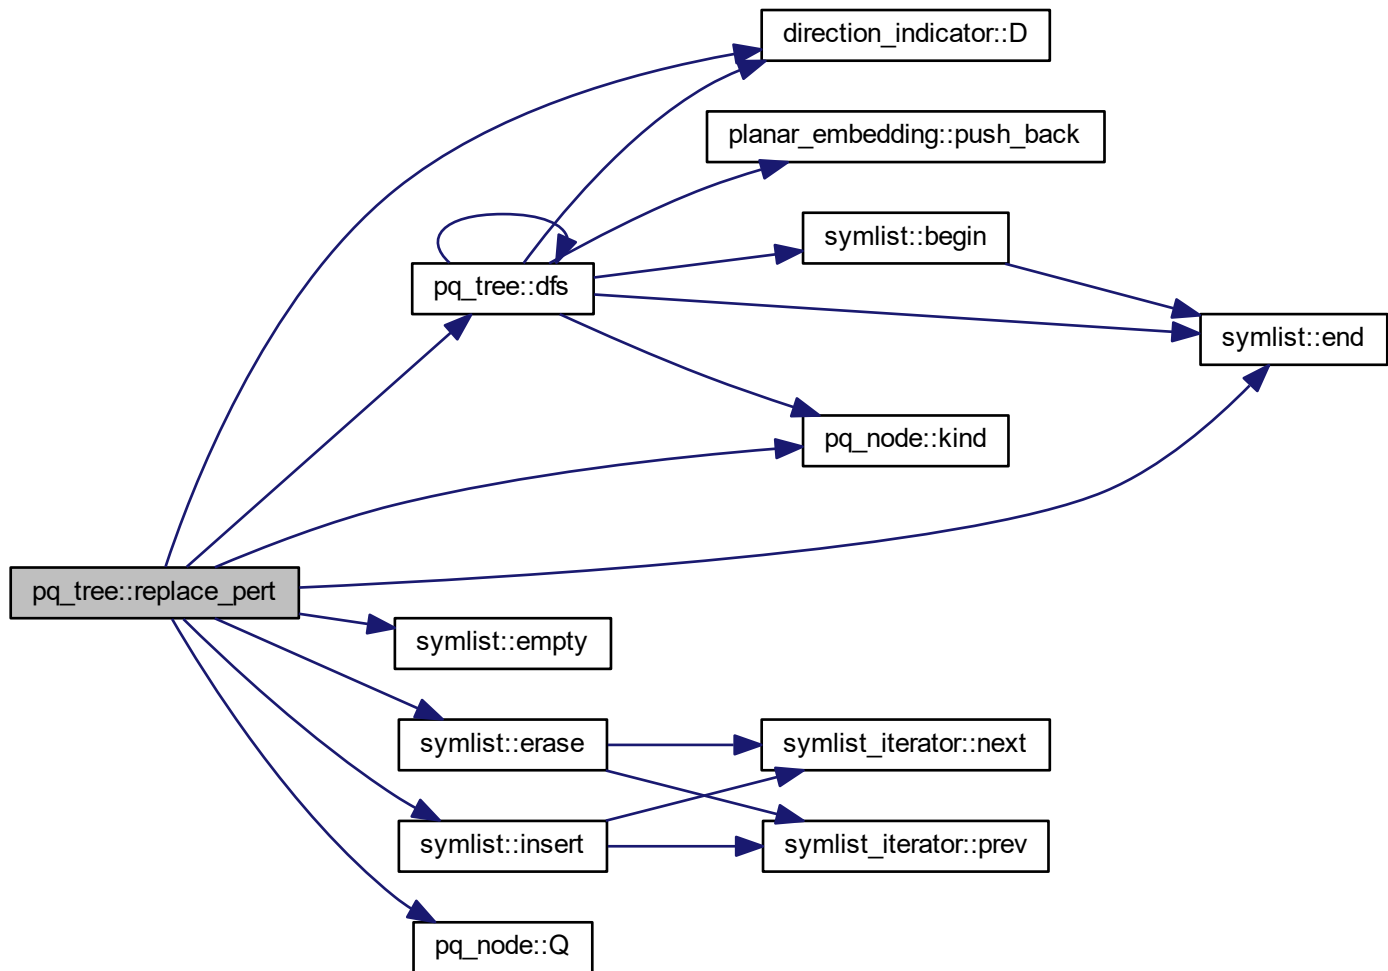 direction_indicator::D
planar_embedding::push_back
symlist::begin
pq_tree::dfs
symlist::end
pq_node::kind
pq_tree::replace_pert
symlist::empty
symlist::erase
symlist_iterator::next
symlist::insert
symlist_iterator::prev
pq_node::Q